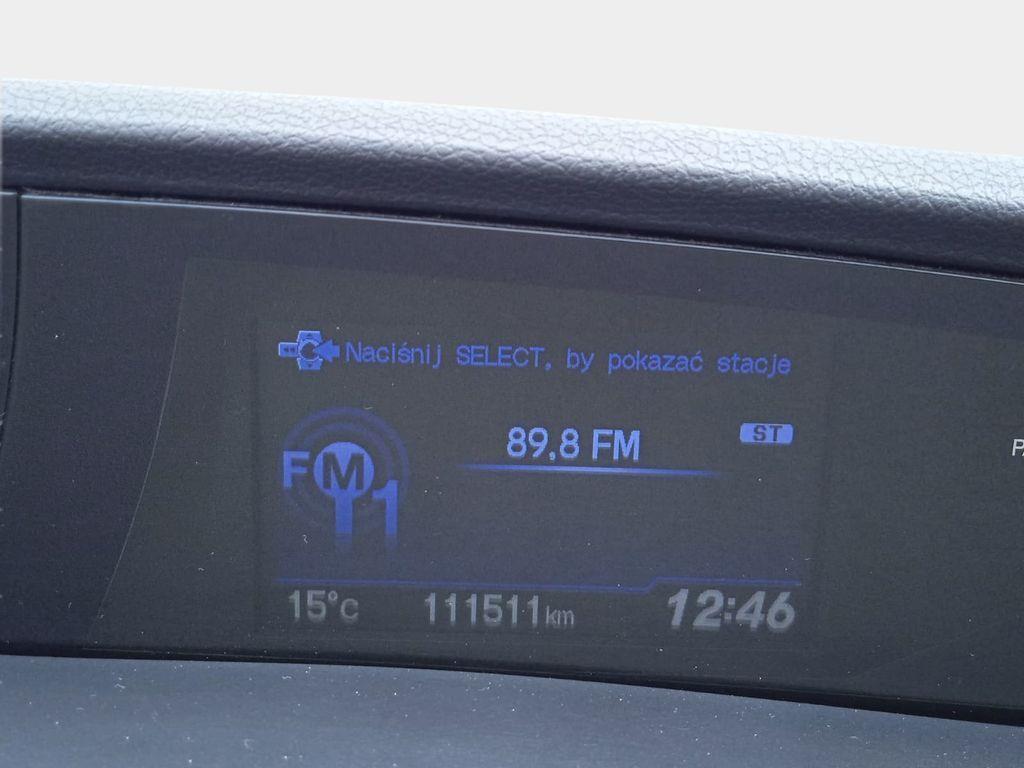 Naciśnij SELECT, by pokazać stacje
89,8 FM
ST
FM1
15°C 111511km 12:46